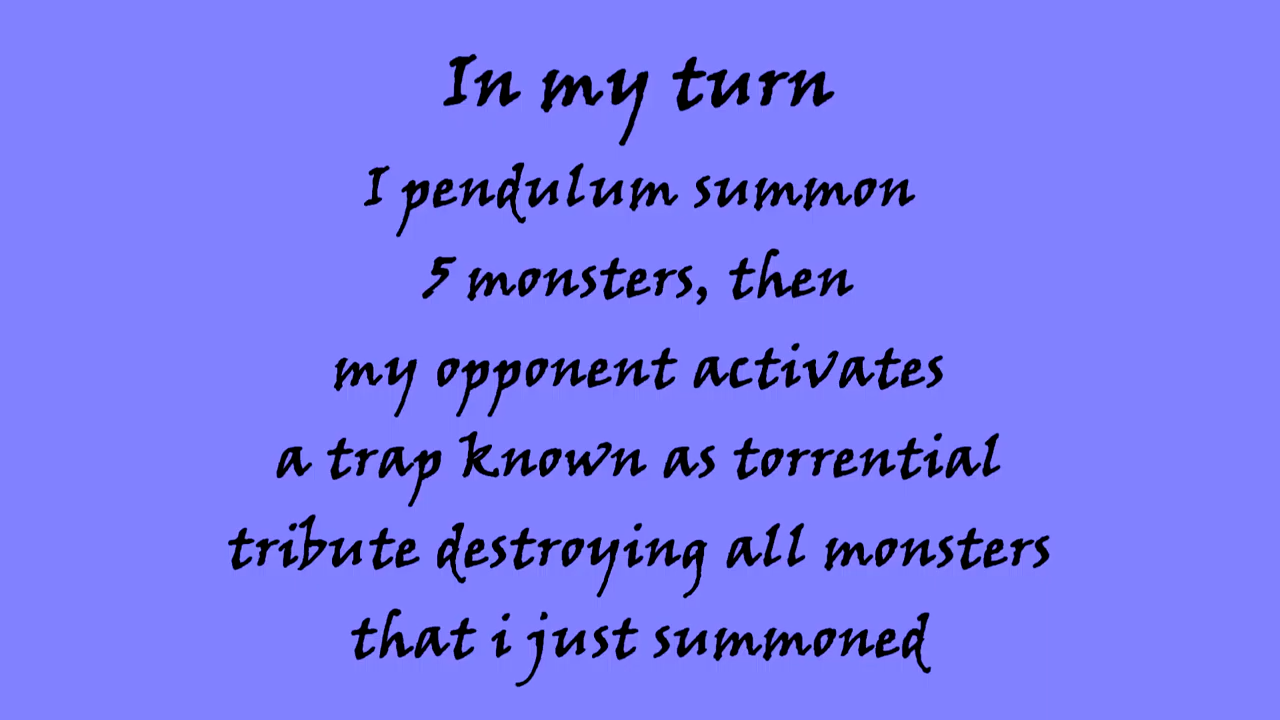 In my turn
I pendulum summon
5 monsters, then
my opponent activates
a trap known as torrential
tribute destroying all monsters
that i just summoned